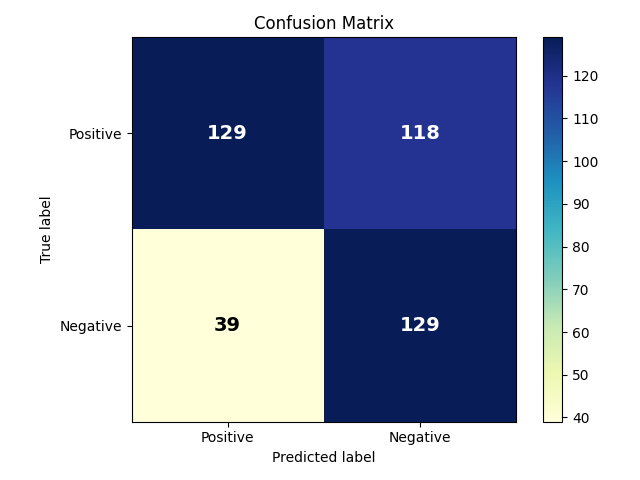 Confusion Matrix
True label
Positive
129
118
Negative
39
129
Positive
Negative
Predicted label
120
110
100
90
80
70
60
50
40